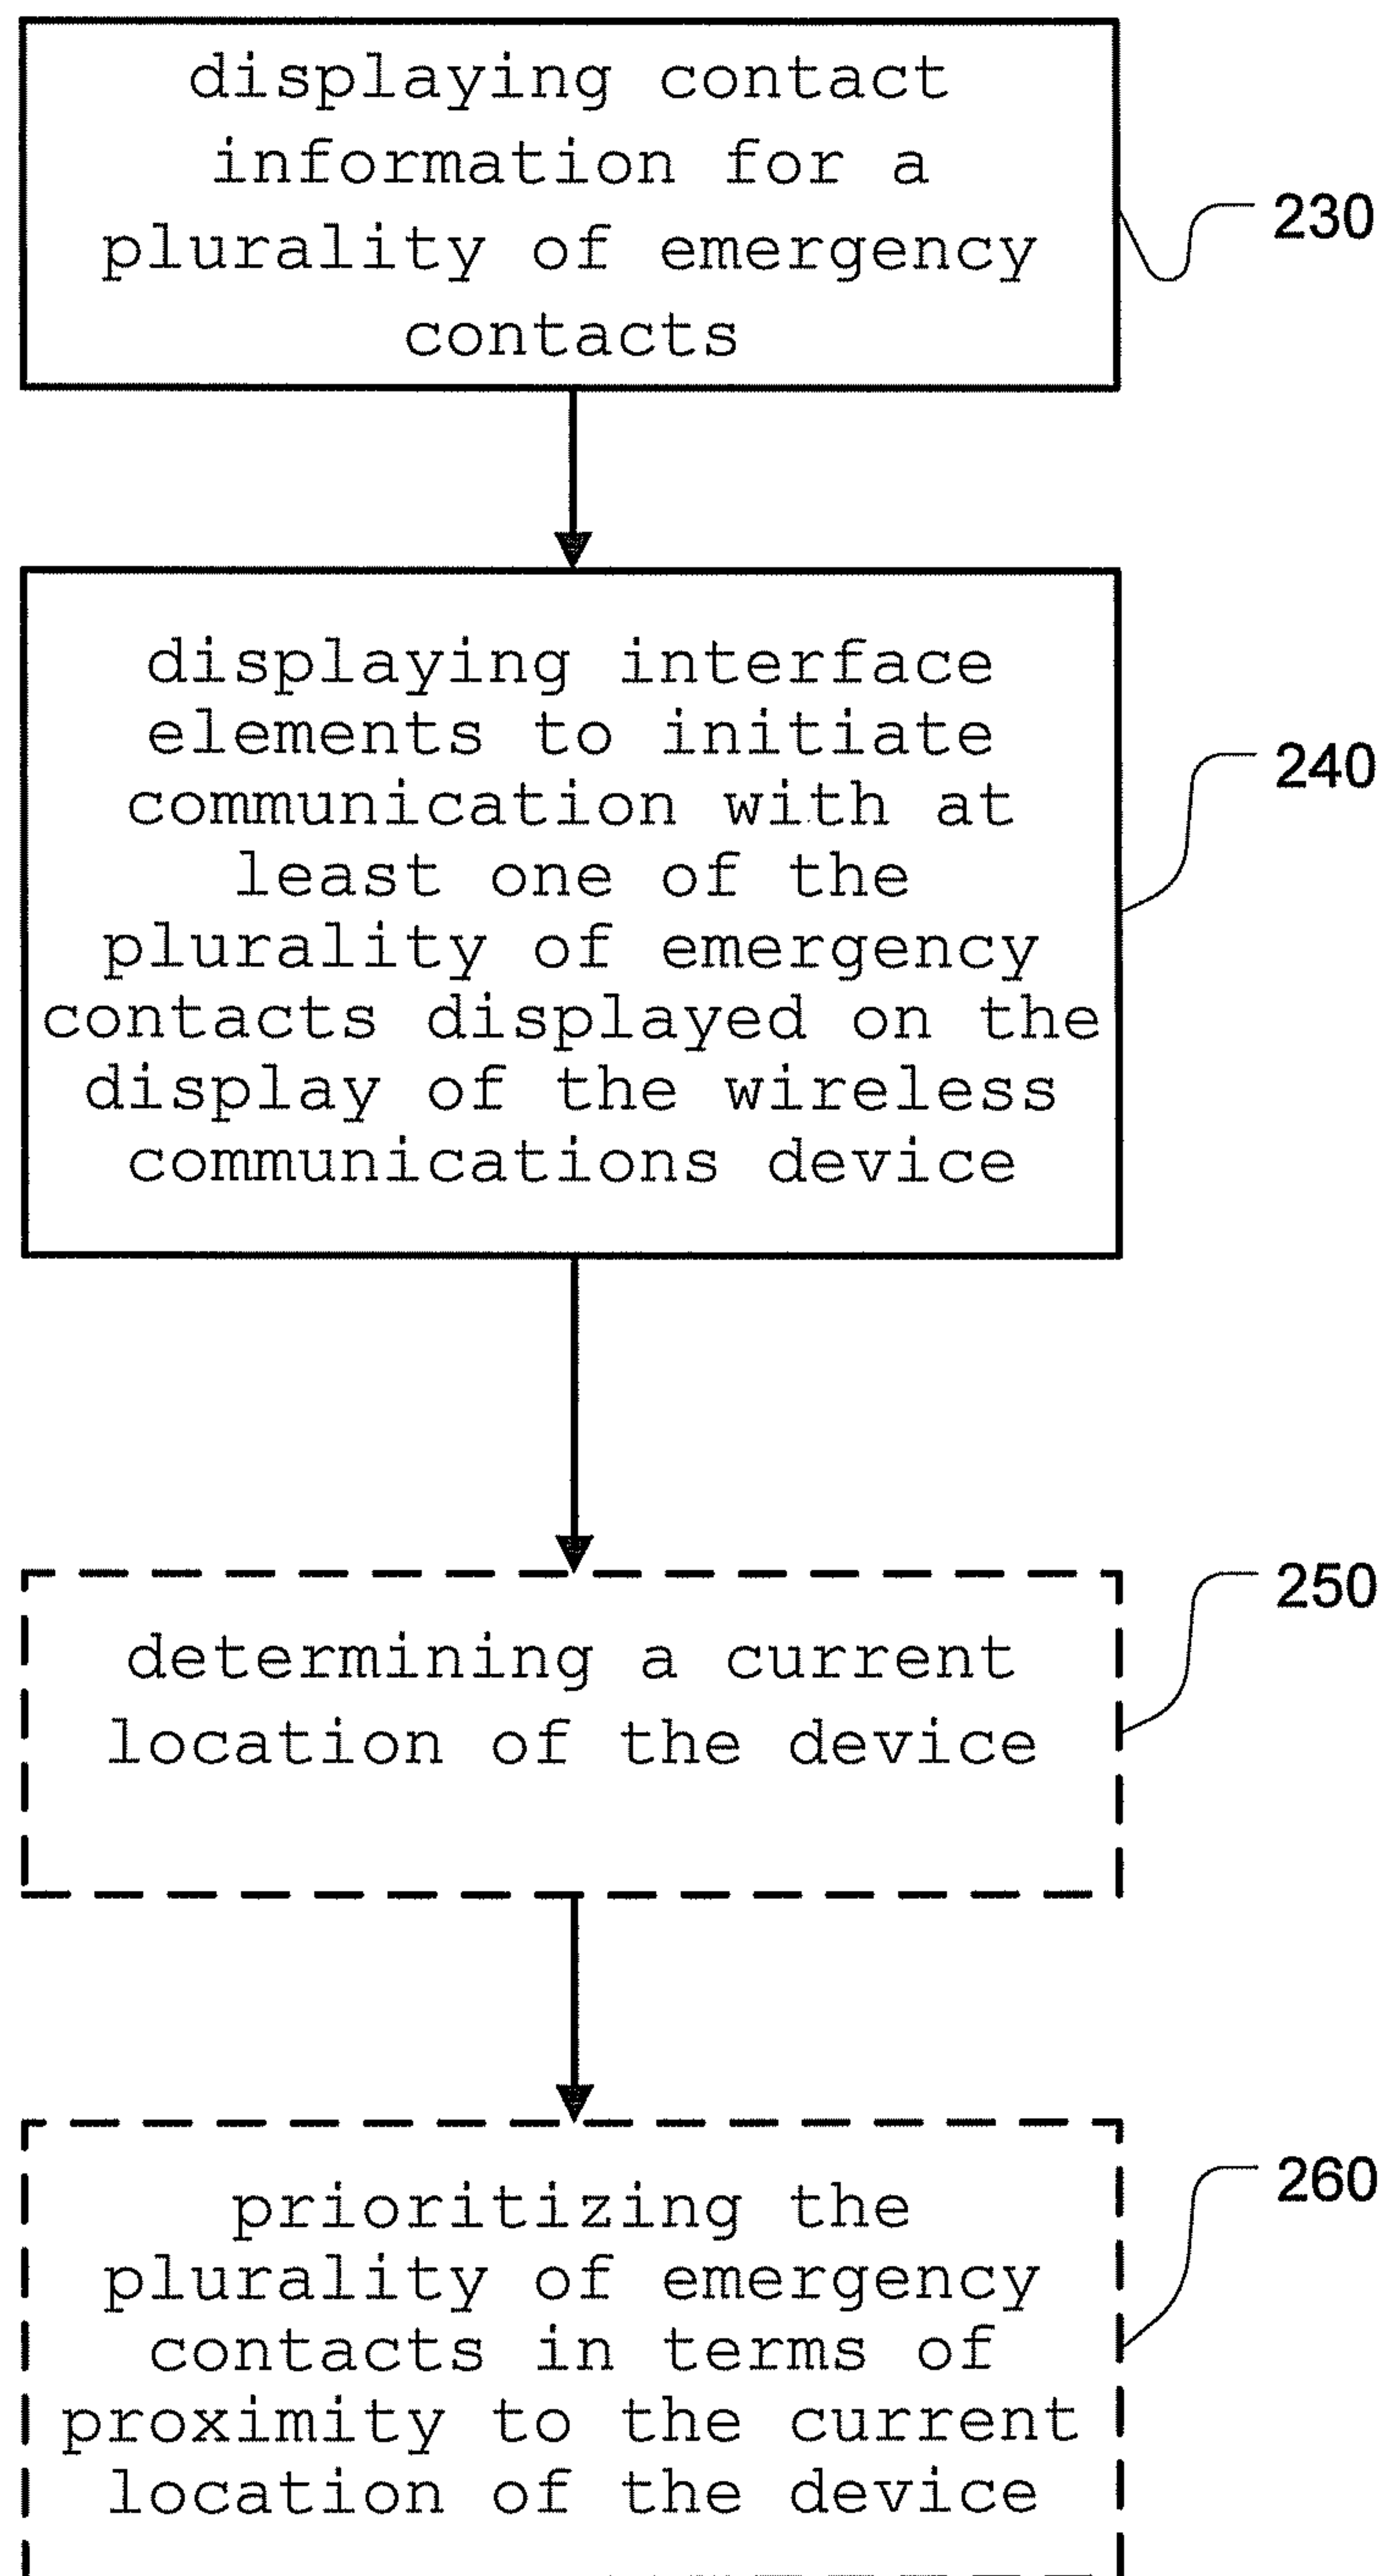 displaying contact
information for a
plurality of emergency
contacts
230
displaying interface
elements to initiate
communication with at
least one of the
plurality of emergency
contacts displayed on the
display of the wireless
communications device
240
determining a current
location of the device
250
prioritizing the
plurality of emergency
contacts in terms of
proximity to the current
location of the device
260